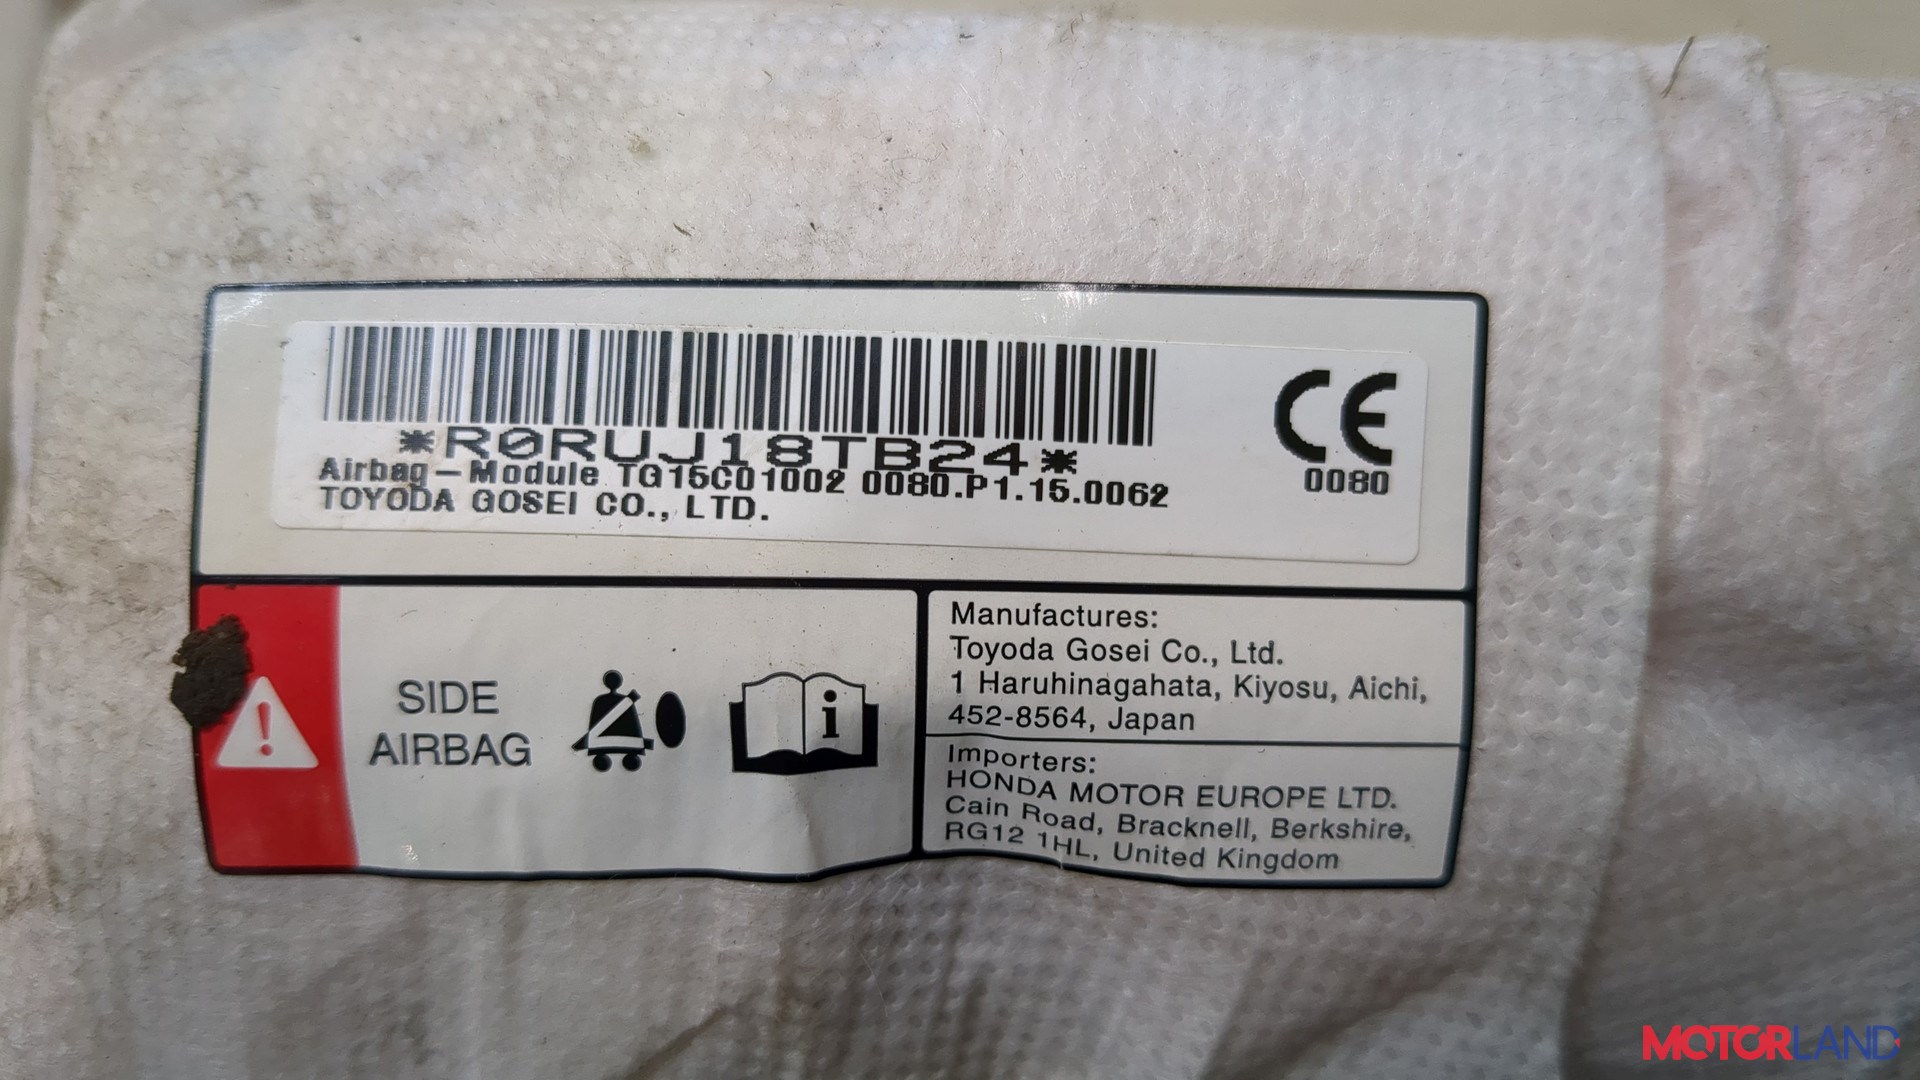 *R0RUJ18TB24*
Airbag-Module TG15C01002 0080.P1.15.0062
TOYODA GOSEI CO., LTD.
CE
0080
SIDE
AIRBAG
i
Manufactures:
Toyoda Gosei Co., Ltd.
1 Haruhinagahata, Kiyosu, Aichi,
452-8564, Japan
Importers:
HONDA MOTOR EUROPE LTD.
Cain Road, Bracknell, Berkshire,
RG12 1HL, United Kingdom
MOTORLAND